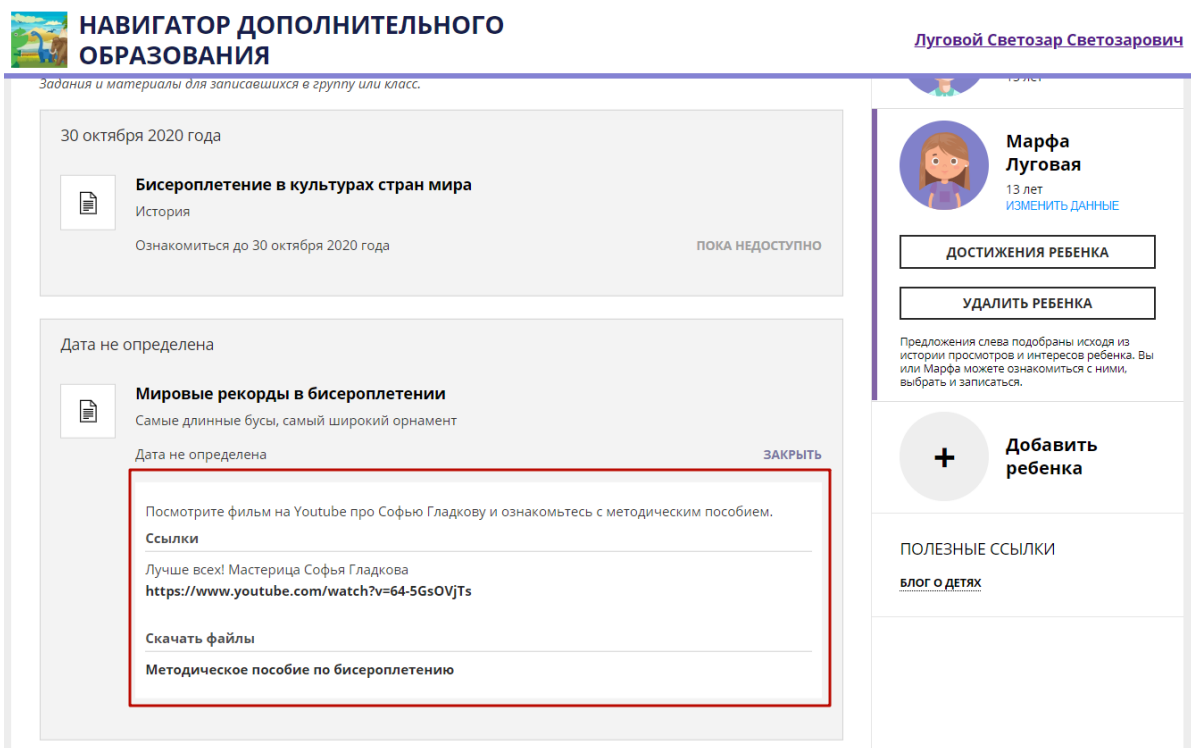 НАВИГАТОР ДОПОЛНИТЕЛЬНОГО
ОБРАЗОВАНИЯ
Луговой Светозар Светозарович
Задания и материалы для записавшихся в группу или класс.
30 октября 2020 года
Бисероплетение в культурах стран мира
История
Ознакомиться до 30 октября 2020 года
ПОКА НЕДОСТУПНО
Дата не определена
Мировые рекорды в бисероплетении
Самые длинные бусы, самый широкий орнамент
Дата не определена
ЗАКРЫТЬ
Посмотрите фильм на Youtube про Софью Гладкову и ознакомьтесь с методическим пособием.
Ссылки
Лучше всех! Мастерица Софья Гладкова
https://www.youtube.com/watch?v=64-5GsOVjTs
Скачать файлы
Методическое пособие по бисероплетению
13 лет
Марфа
Луговая
13 лет
ИЗМЕНИТЬ ДАННЫЕ
ДОСТИЖЕНИЯ РЕБЕНКА
УДАЛИТЬ РЕБЕНКА
Предложения слева подобраны исходя из
истории просмотров и интересов ребенка. Вы
или Марфа можете ознакомиться с ними,
выбрать и записаться.
+
Добавить
ребенка
ПОЛЕЗНЫЕ ССЫЛКИ
БЛОГ О ДЕТЯХ